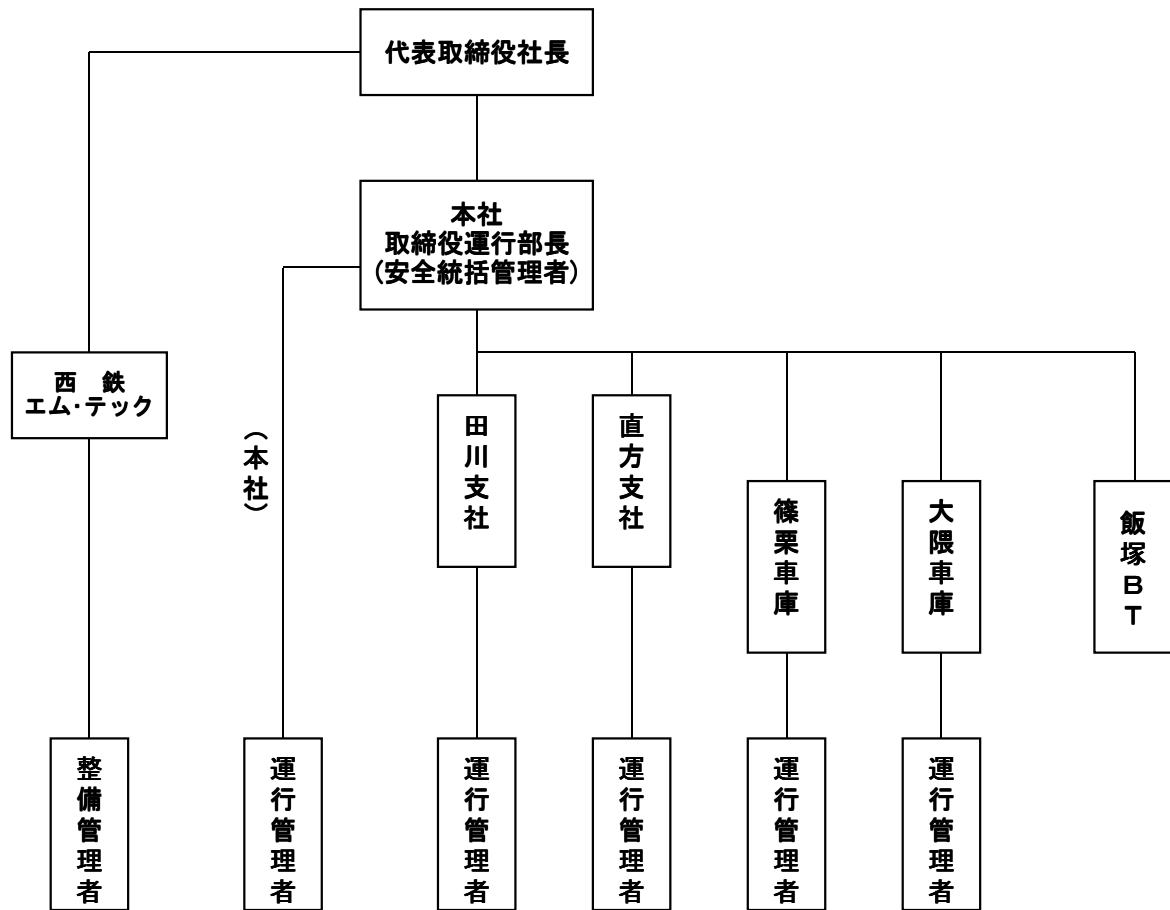 代表取締役社長
本社
取締役運行部長
(安全統括管理者)
西　鉄
エム・テック
（本社）
田川支社
直方支社
篠栗車庫
大隈車庫
飯塚BT
整備管理者
運行管理者
運行管理者
運行管理者
運行管理者
運行管理者